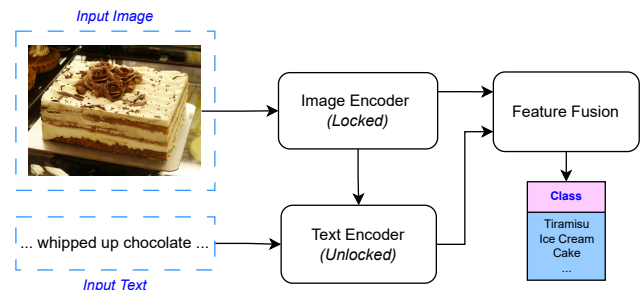 Input Image
Image Encoder
(Locked)
Feature Fusion
Class
Tiramisu
Ice Cream
Cake
...
... whipped up chocolate ...
Text Encoder
(Unlocked)
Input Text